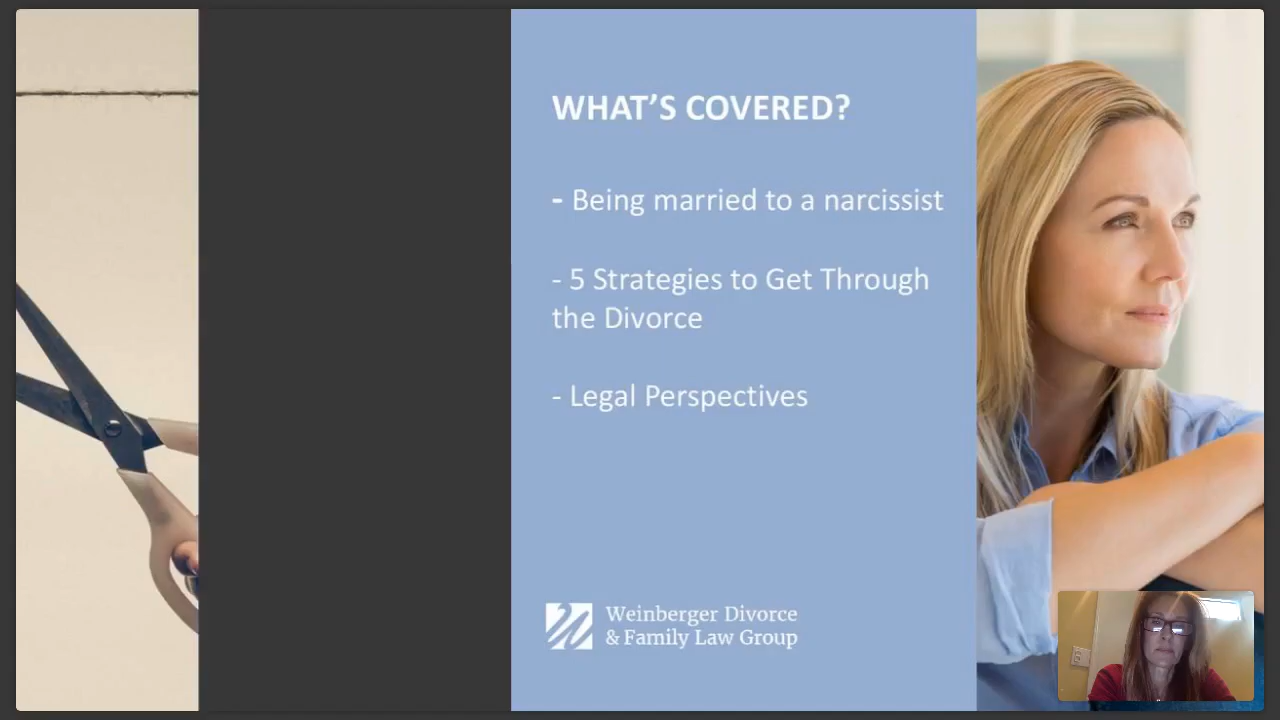 WHAT’S COVERED?
- Being married to a narcissist
- 5 Strategies to Get Through
the Divorce
- Legal Perspectives
Weinberger Divorce
& Family Law Group